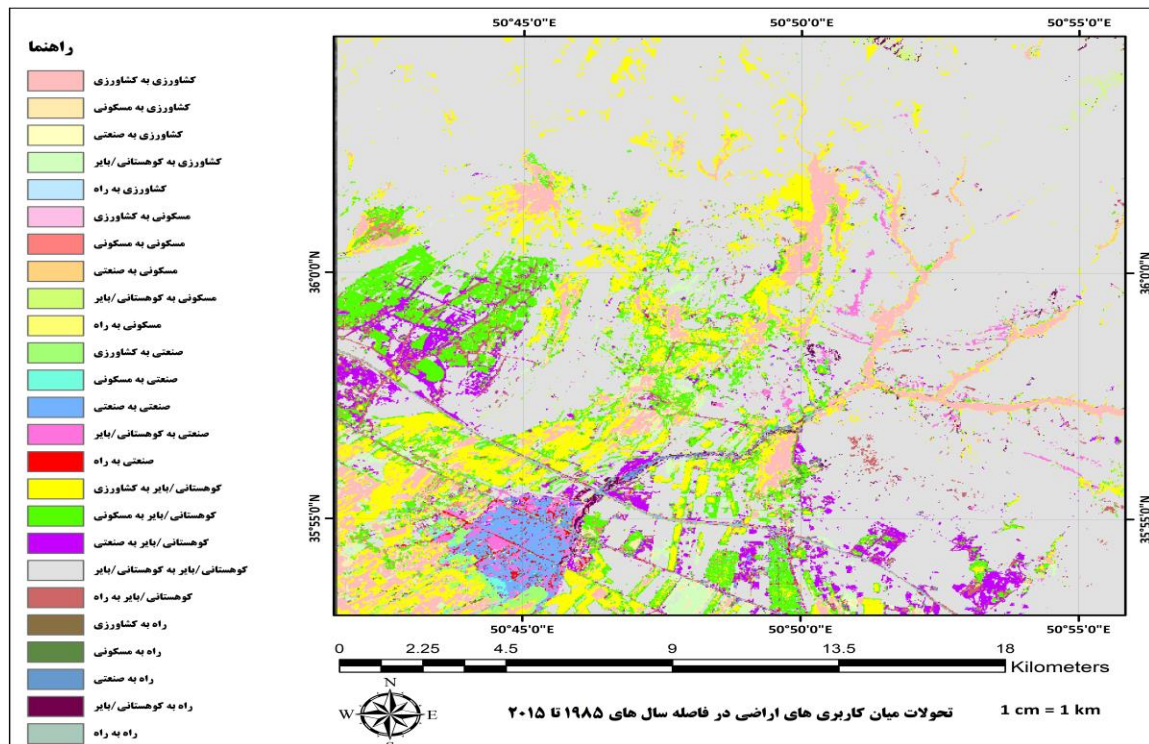 50°45'0"E 50°50'0"E 50°55'0"E
راهنما
کشاورزی به کشاورزی
کشاورزی به مسکونی
کشاورزی به صنعتی
کشاورزی به کوهستانی/بایر
کشاورزی به راه
مسکونی به کشاورزی
مسکونی به مسکونی
مسکونی به صنعتی
مسکونی به کوهستانی/بایر
مسکونی به راه
صنعتی به کشاورزی
صنعتی به مسکونی
صنعتی به صنعتی
صنعتی به کوهستانی/بایر
صنعتی به راه
کوهستانی/بایر به کشاورزی
کوهستانی/بایر به مسکونی
کوهستانی/بایر به صنعتی
کوهستانی/بایر به کوهستانی/بایر
کوهستانی/بایر به راه
راه به کشاورزی
راه به مسکونی
راه به صنعتی
راه به کوهستانی/بایر
راه به راه
36°0'0"N 36°0'0"N
35°55'0"N 35°55'0"N
50°45'0"E 50°50'0"E 50°55'0"E
0 2.25 4.5 9 13.5 18
Kilometers
N
W E
S
تحولات میان کاربری های اراضی در فاصله سال های ۱۹۸۵ تا ۲۰۱۵
1 cm = 1 km